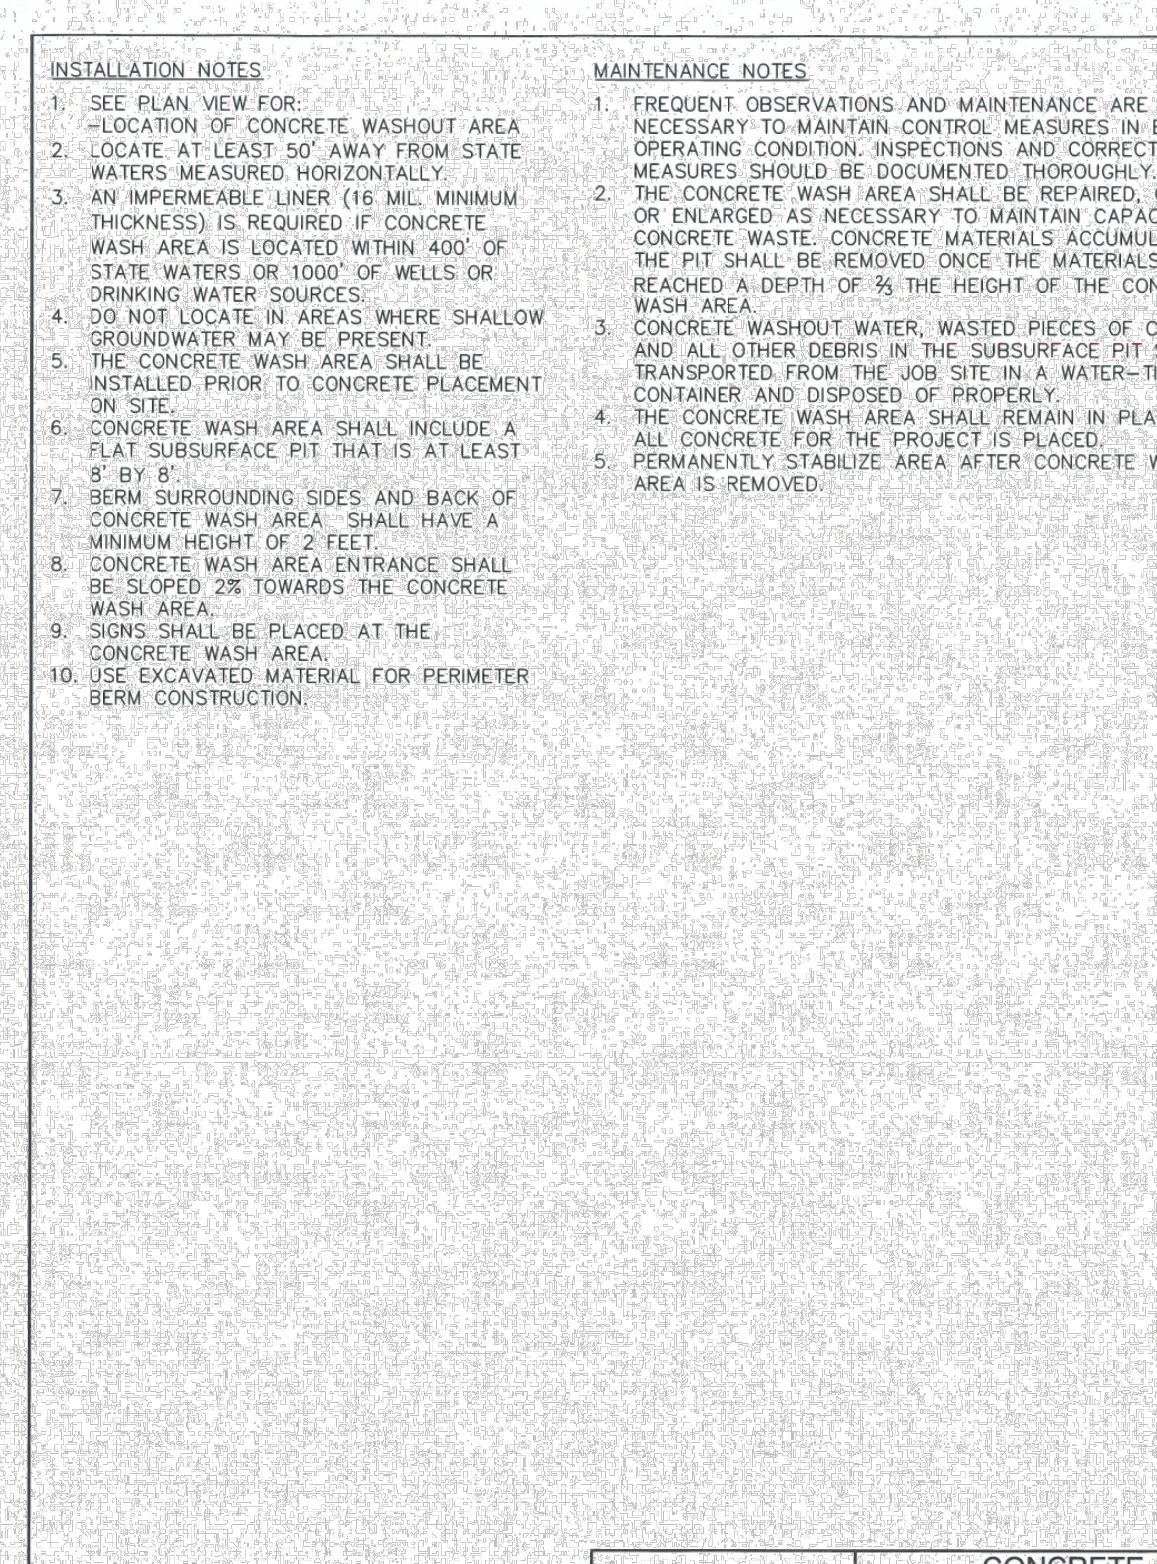 INSTALLATION NOTES
1. SEE PLAN VIEW FOR:
-LOCATION OF CONCRETE WASHOUT AREA
2. LOCATE AT LEAST 50' AWAY FROM STATE
WATERS MEASURED HORIZONTALLY.
3. AN IMPERMEABLE LINER (16 MIL. MINIMUM
THICKNESS) IS REQUIRED IF CONCRETE
WASH AREA IS LOCATED WITHIN 400' OF
STATE WATERS OR 1000' OF WELLS OR
DRINKING WATER SOURCES.
4. DO NOT LOCATE IN AREAS WHERE SHALLOW
GROUNDWATER MAY BE PRESENT.
5. THE CONCRETE WASH AREA SHALL BE
INSTALLED PRIOR TO CONCRETE PLACEMENT
ON SITE.
6. CONCRETE WASH AREA SHALL INCLUDE A
FLAT SUBSURFACE PIT THAT IS AT LEAST
8' BY 8'.
7. BERM SURROUNDING SIDES AND BACK OF
CONCRETE WASH AREA SHALL HAVE A
MINIMUM HEIGHT OF 2 FEET.
8. CONCRETE WASH AREA ENTRANCE SHALL
BE SLOPED 2% TOWARDS THE CONCRETE
WASH AREA.
9. SIGNS SHALL BE PLACED AT THE
CONCRETE WASH AREA.
10. USE EXCAVATED MATERIAL FOR PERIMETER
BERM CONSTRUCTION.
MAINTENANCE NOTES
1. FREQUENT OBSERVATIONS AND MAINTENANCE ARE
NECESSARY TO MAINTAIN CONTROL MEASURES IN
OPERATING CONDITION. INSPECTIONS AND CORRECT
MEASURES SHOULD BE DOCUMENTED THOROUGHLY.
2. THE CONCRETE WASH AREA SHALL BE REPAIRED,
OR ENLARGED AS NECESSARY TO MAINTAIN CAPAC
CONCRETE WASTE. CONCRETE MATERIALS ACCUMUL
THE PIT SHALL BE REMOVED ONCE THE MATERIALS
REACHED A DEPTH OF ⅔ THE HEIGHT OF THE CON
WASH AREA.
3. CONCRETE WASHOUT WATER, WASTED PIECES OF C
AND ALL OTHER DEBRIS IN THE SUBSURFACE PIT
TRANSPORTED FROM THE JOB SITE IN A WATER-TI
CONTAINER AND DISPOSED OF PROPERLY.
4. THE CONCRETE WASH AREA SHALL REMAIN IN PLA
ALL CONCRETE FOR THE PROJECT IS PLACED.
5. PERMANENTLY STABILIZE AREA AFTER CONCRETE W
AREA IS REMOVED.
CONCRETE